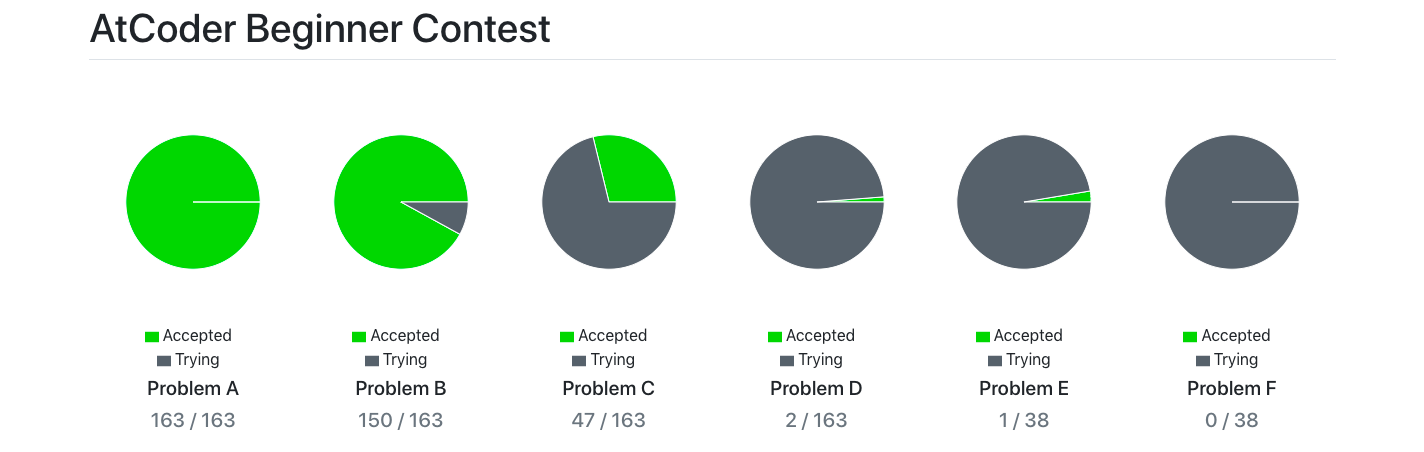 AtCoder Beginner Contest
Accepted
Trying
Problem A
163 / 163
Accepted
Trying
Problem B
150 / 163
Accepted
Trying
Problem C
47 / 163
Accepted
Trying
Problem D
2 / 163
Accepted
Trying
Problem E
1 / 38
Accepted
Trying
Problem F
0 / 38